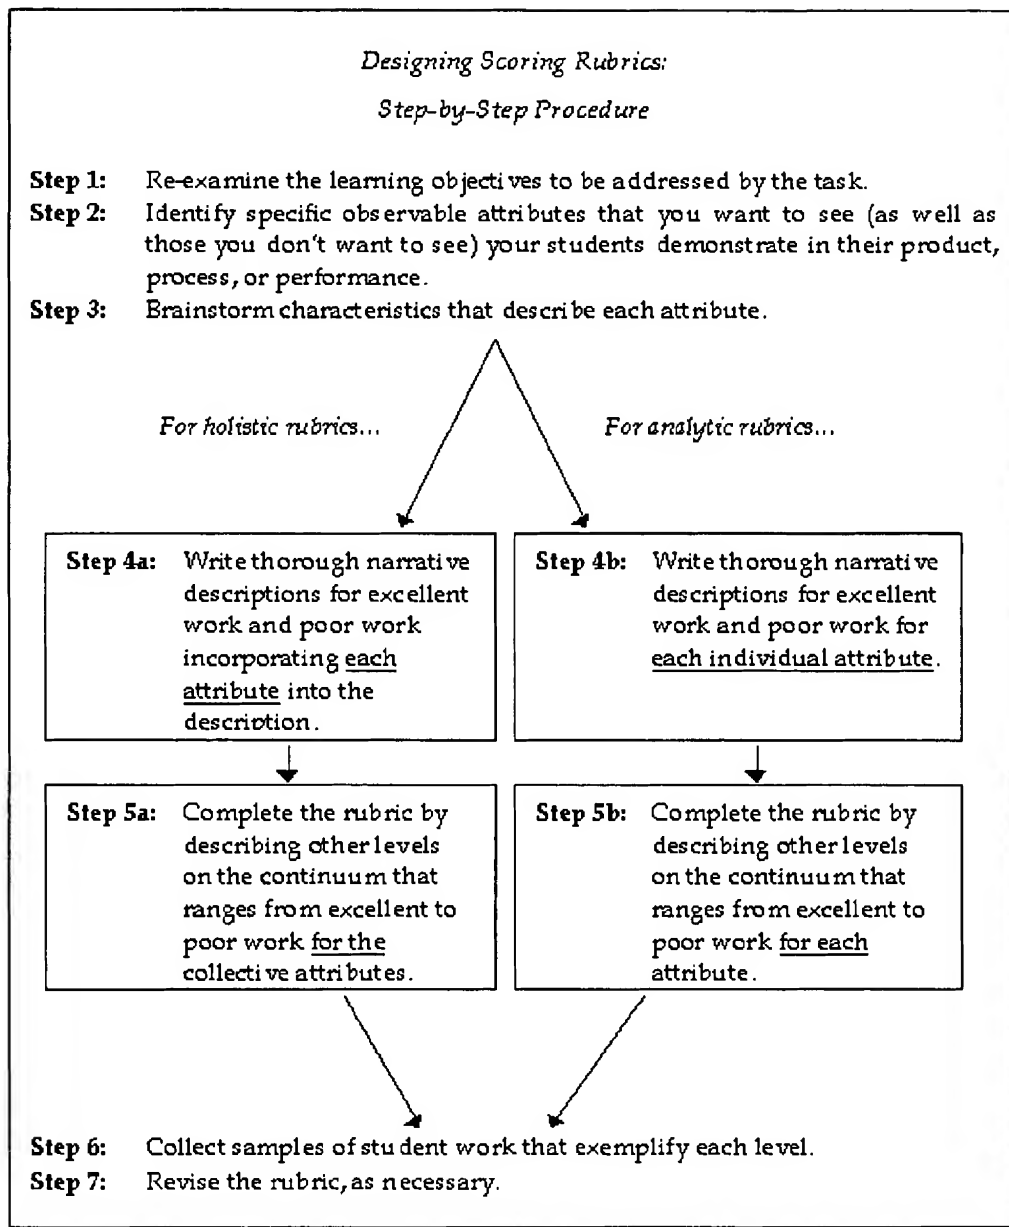 Designing Scoring Rubrics:
Step-by-Step Procedure
Step 1: Re-examine the learning objectives to be addressed by the task.
Step 2: Identify specific observable attributes that you want to see (as well as
those you don't want to see) your students demonstrate in their product,
process, or performance.
Step 3: Brainstorm characteristics that describe each attribute.
For holistic rubrics...
For analytic rubrics...
Step 4a: Write thorough narrative
descriptions for excellent
work and poor work
incorporating each
attribute into the
description.
Step 4b: Write thorough narrative
descriptions for excellent
work and poor work for
each individual attribute.
Step 5a: Complete the rubric by
describing other levels
on the continuum that
ranges from excellent to
poor work for the
collective attributes.
Step 5b: Complete the rubric by
describing other levels
on the continuum that
ranges from excellent to
poor work for each
attribute.
Step 6: Collect samples of student work that exemplify each level.
Step 7: Revise the rubric, as necessary.